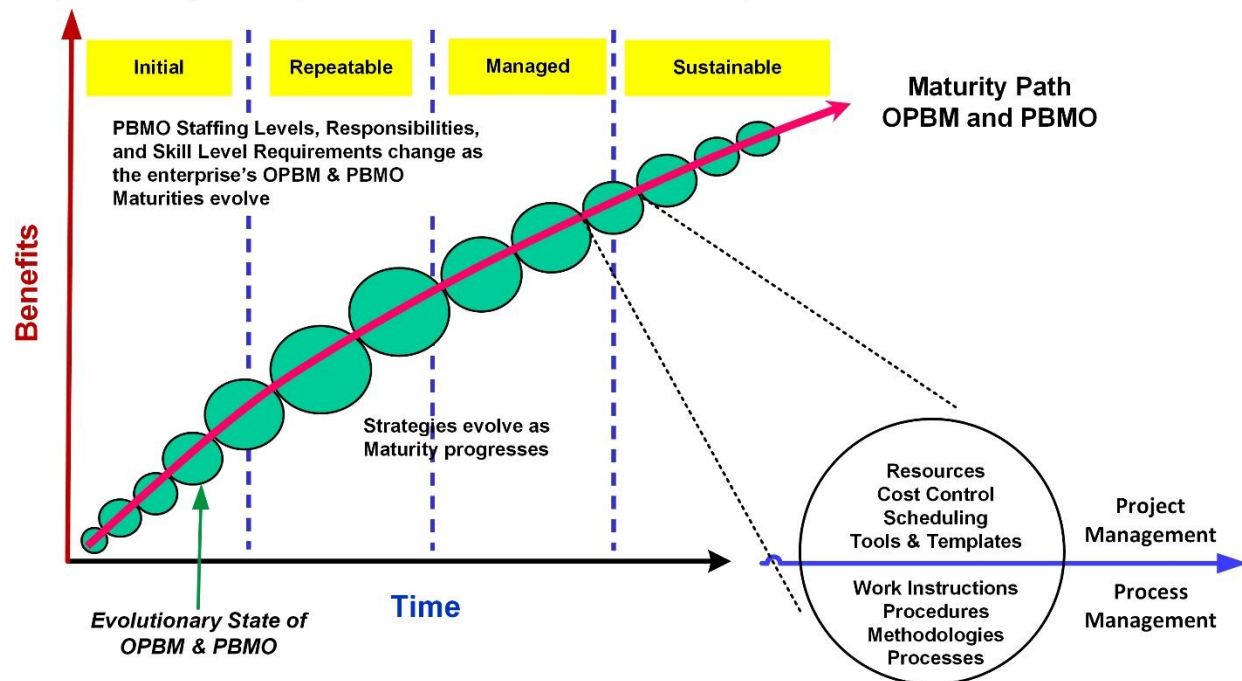 Initial
Repeatable
Managed
Sustainable
Maturity Path
OPBM and PBMO
PBMO Staffing Levels, Responsibilities,
and Skill Level Requirements change as
the enterprise's OPBM & PBMO
Maturities evolve
Benefits
Strategies evolve as
Maturity progresses
Resources
Cost Control
Scheduling
Tools & Templates
Project
Management
Work Instructions
Procedures
Methodologies
Processes
Process
Management
Time
Evolutionary State of
OPBM & PBMO